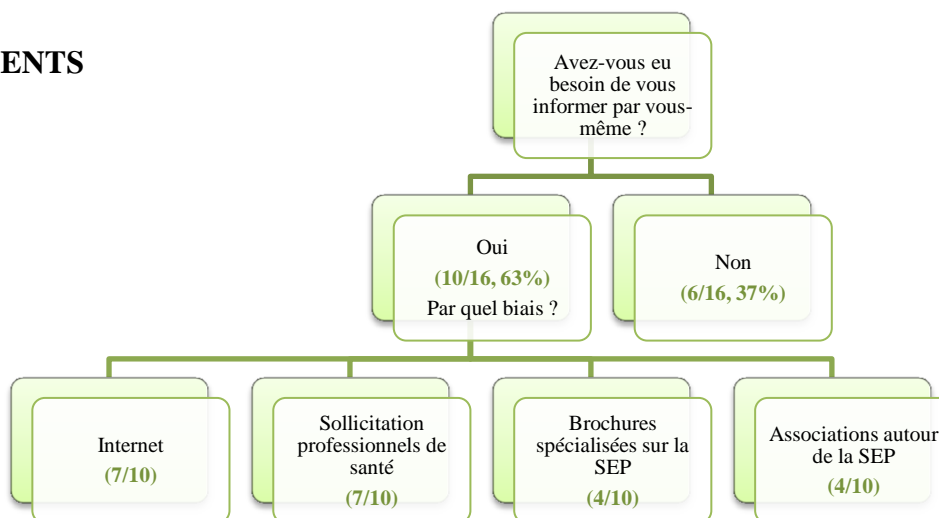 ENTS
Avez-vous eu
besoin de vous
informer par vous-
même ?
Oui
(10/16, 63%)
Par quel biais ?
Non
(6/16, 37%)
Internet
(7/10)
Sollicitation
professionnels de
santé
(7/10)
Brochures
spécialisées sur la
SEP
(4/10)
Associations autour
de la SEP
(4/10)